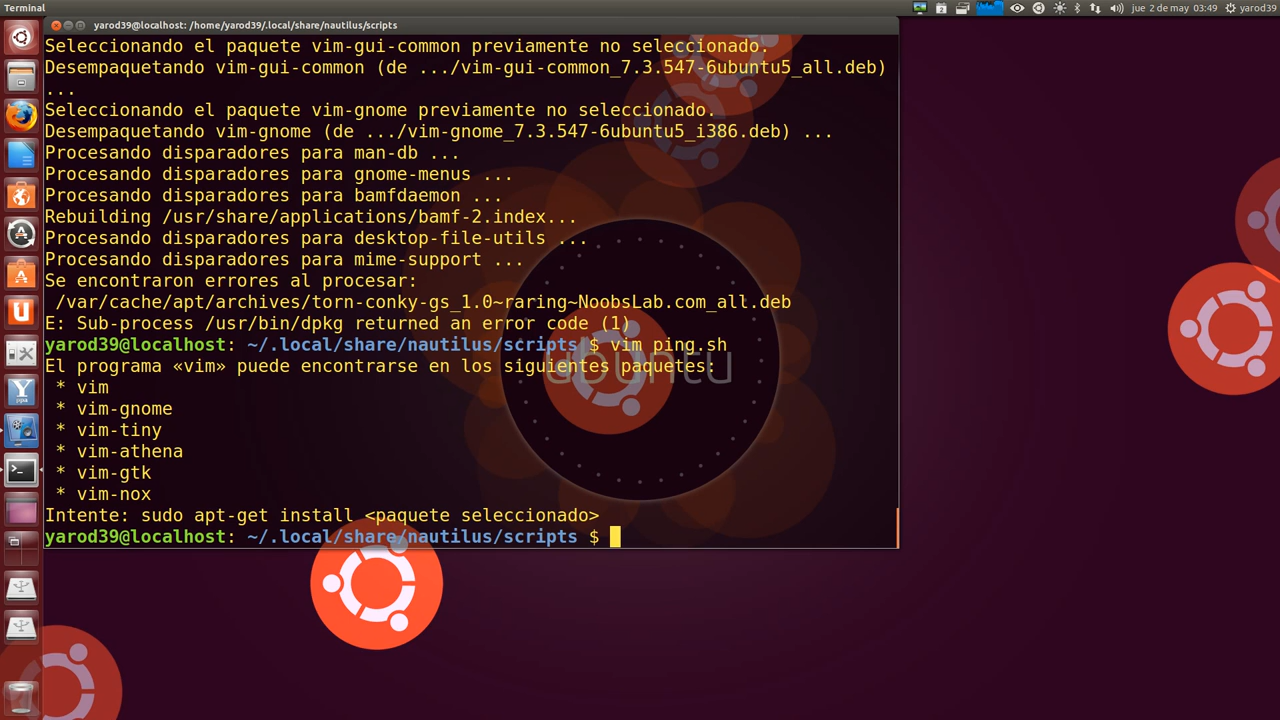 Terminal
jue 2 de may 03:49 yarod39
yarod39@localhost: /home/yarod39/.local/share/nautilus/scripts
Seleccionando el paquete vim-gui-common previamente no seleccionado.
Desempaquetando vim-gui-common (de .../vim-gui-common_7.3.547-6ubuntu5_all.deb)
...
Seleccionando el paquete vim-gnome previamente no seleccionado.
Desempaquetando vim-gnome (de .../vim-gnome_7.3.547-6ubuntu5_i386.deb) ...
Procesando disparadores para man-db ...
Procesando disparadores para gnome-menus ...
Procesando disparadores para bamfdaemon ...
Rebuilding /usr/share/applications/bamf-2.index...
Procesando disparadores para desktop-file-utils ...
Procesando disparadores para mime-support ...
Se encontraron errores al procesar:
/var/cache/apt/archives/torn-conky-gs_1.0~raring~NoobsLab.com_all.deb
E: Sub-process /usr/bin/dpkg returned an error code (1)
yarod39@localhost: ~/.local/share/nautilus/scripts $ vim ping.sh
El programa «vim» puede encontrarse en los siguientes paquetes:
* vim
* vim-gnome
* vim-tiny
* vim-athena
* vim-gtk
* vim-nox
Intente: sudo apt-get install <paquete seleccionado>
yarod39@localhost: ~/.local/share/nautilus/scripts $
ubuntu